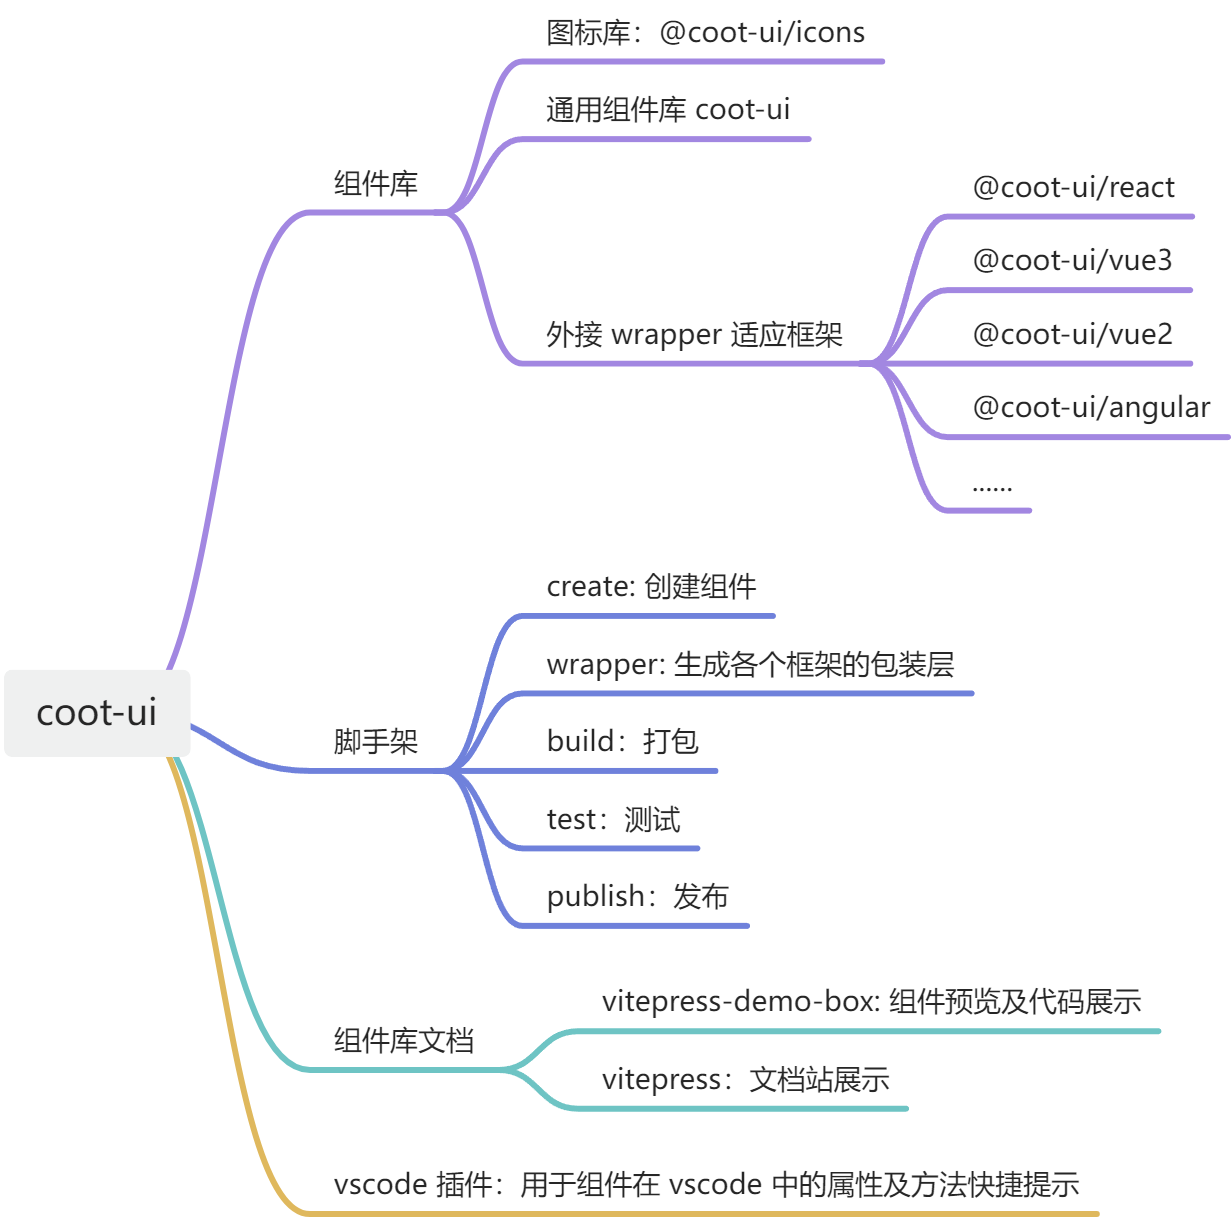 图标库：@coot-ui/icons
通用组件库 coot-ui
组件库
@coot-ui/react
@coot-ui/vue3
外接 wrapper 适应框架
@coot-ui/vue2
@coot-ui/angular
......
create: 创建组件
wrapper: 生成各个框架的包装层
coot-ui
脚手架
build：打包
test：测试
publish：发布
vitepress-demo-box: 组件预览及代码展示
组件库文档
vitepress：文档站展示
vscode 插件：用于组件在 vscode 中的属性及方法快捷提示